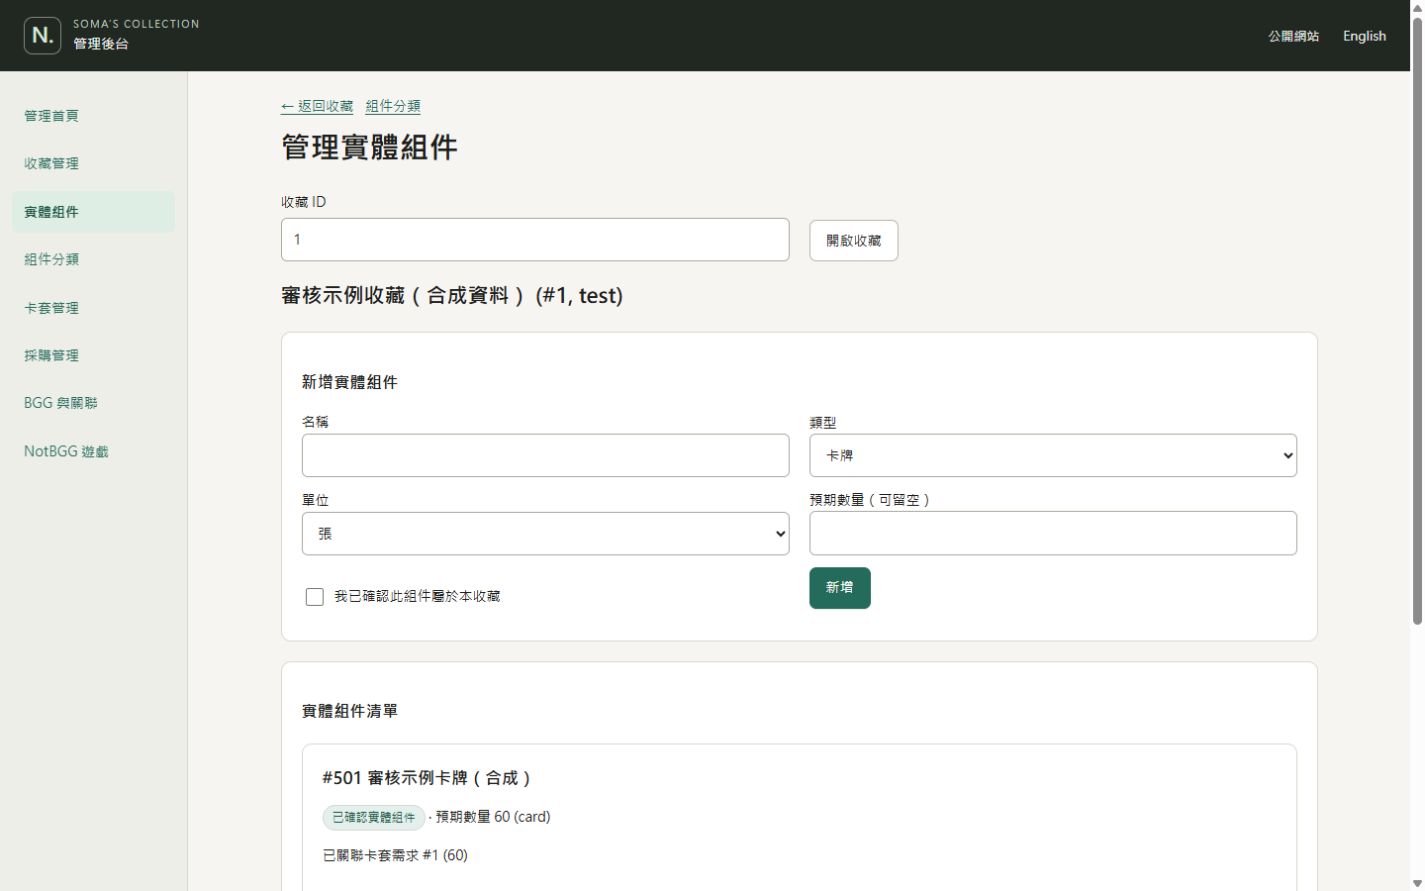 N.
SOMA'S COLLECTION
管理後台
公開網站
English
管理首頁
收藏管理
實體組件
組件分類
卡套管理
採購管理
BGG 與關聯
NotBGG 遊戲
← 返回收藏 組件分類
管理實體組件
收藏 ID
1
開啟收藏
審核示例收藏（合成資料） (#1, test)
新增實體組件
名稱
類型
卡牌
單位
預期數量（可留空）
張
我已確認此組件屬於本收藏
新增
實體組件清單
#501 審核示例卡牌（合成）
已確認實體組件 · 預期數量 60 (card)
已關聯卡套需求 #1 (60)